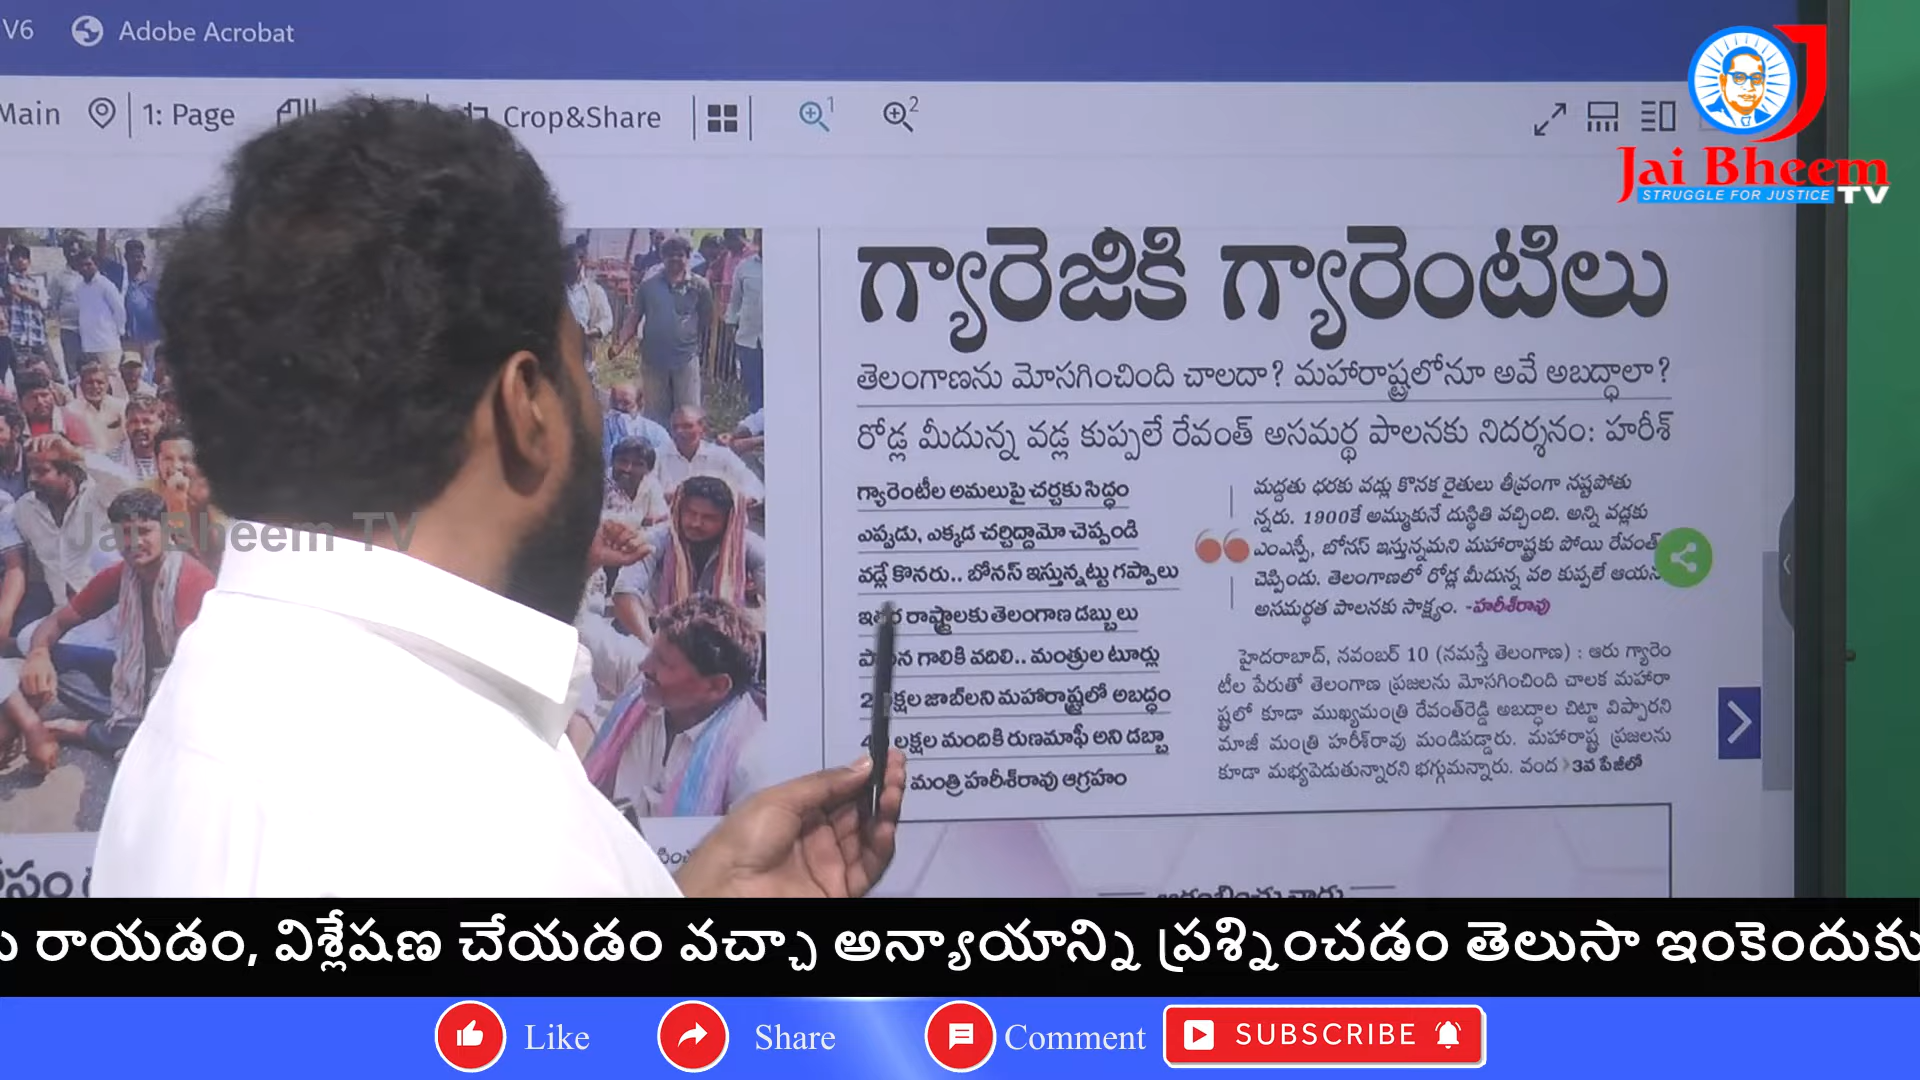 V6
Adobe Acrobat
Main
1: Page
Crop&Share
1
2
Jai Bheem
STRUGGLE FOR JUSTICE TV
గ్యారెజీకి గ్యారెంటీలు
తెలంగాణను మోసగించింది చాలదా? మహారాష్ట్రలోనూ అవే అబద్ధాలా?
రోడ్ల మీదున్న వడ్ల కుప్పలే రేవంత్ అసమర్థ పాలనకు నిదర్శనం: హరీశ్
గ్యారెంటీల అమలుపై చర్చకు సిద్ధం
ఎప్పుడు, ఎక్కడ చర్చిద్దామో చెప్పండి
వడ్లే కొనరు.. బోనస్ ఇస్తున్నట్టు గప్పాలు
రాష్ట్రాలకు తెలంగాణ డబ్బులు
గాలికి వదిలి.. మంత్రుల టూర్లు
జాబ్‌లని మహారాష్ట్రలో అబద్ధం
లక్షల మందికి రుణమాఫీ అని డబ్బా
మంత్రి హరీశ్‌రావు ఆగ్రహం
మద్దతు ధరకు వడ్లు కొనక రైతులు తీవ్రంగా నష్టపోతు
న్నరు. 1900కే అమ్ముకునే దుస్థితి వచ్చింది. అన్ని వడ్లకు
ఎంఎస్పీ, బోనస్ ఇస్తున్నమని మహారాష్ట్రకు పోయి రేవంత్
చెప్పిండు. తెలంగాణలో రోడ్ల మీదున్న వరి కుప్పలే ఆయన
అసమర్థత పాలనకు సాక్ష్యం. -హరీశ్‌రావు
హైదరాబాద్, నవంబర్ 10 (నమస్తే తెలంగాణ) : ఆరు గ్యారెం
టీల పేరుతో తెలంగాణ ప్రజలను మోసగించింది చాలక మహారా
ష్ట్రలో కూడా ముఖ్యమంత్రి రేవంత్‌రెడ్డి అబద్ధాల చిట్టా విప్పారని
మాజీ మంత్రి హరీశ్‌రావు మండిపడ్డారు. మహారాష్ట్ర ప్రజలను
కూడా మభ్యపెడుతున్నారని భగ్గుమన్నారు. వంద 3వ పేజీలో
Jai Bheem TV
రాయడం, విశ్లేషణ చేయడం వచ్చా అన్యాయాన్ని ప్రశ్నించడం తెలుసా ఇంకెందుకు
Like
Share
Comment
SUBSCRIBE